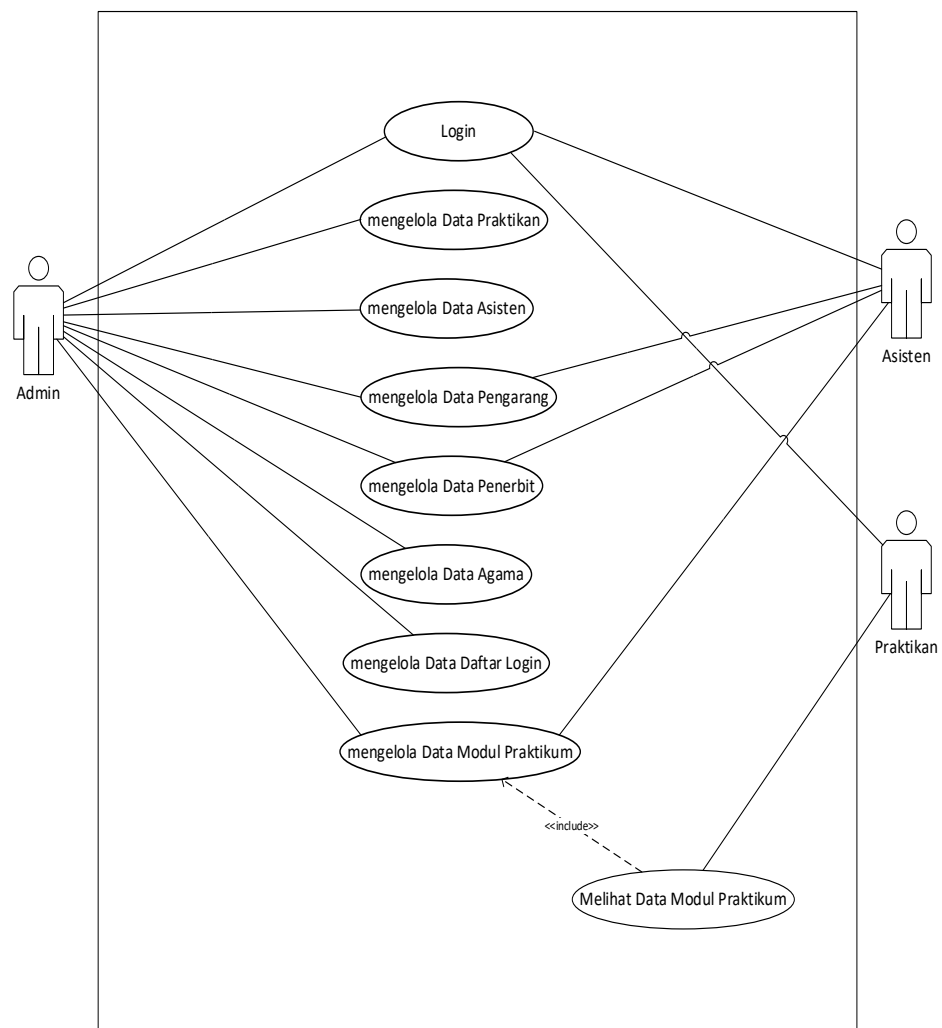 Login
mengelola Data Praktikan
mengelola Data Asisten
Asisten
Admin
mengelola Data Pengarang
mengelola Data Penerbit
mengelola Data Agama
Praktikan
mengelola Data Daftar Login
mengelola Data Modul Praktikum
<<include>>
Melihat Data Modul Praktikum